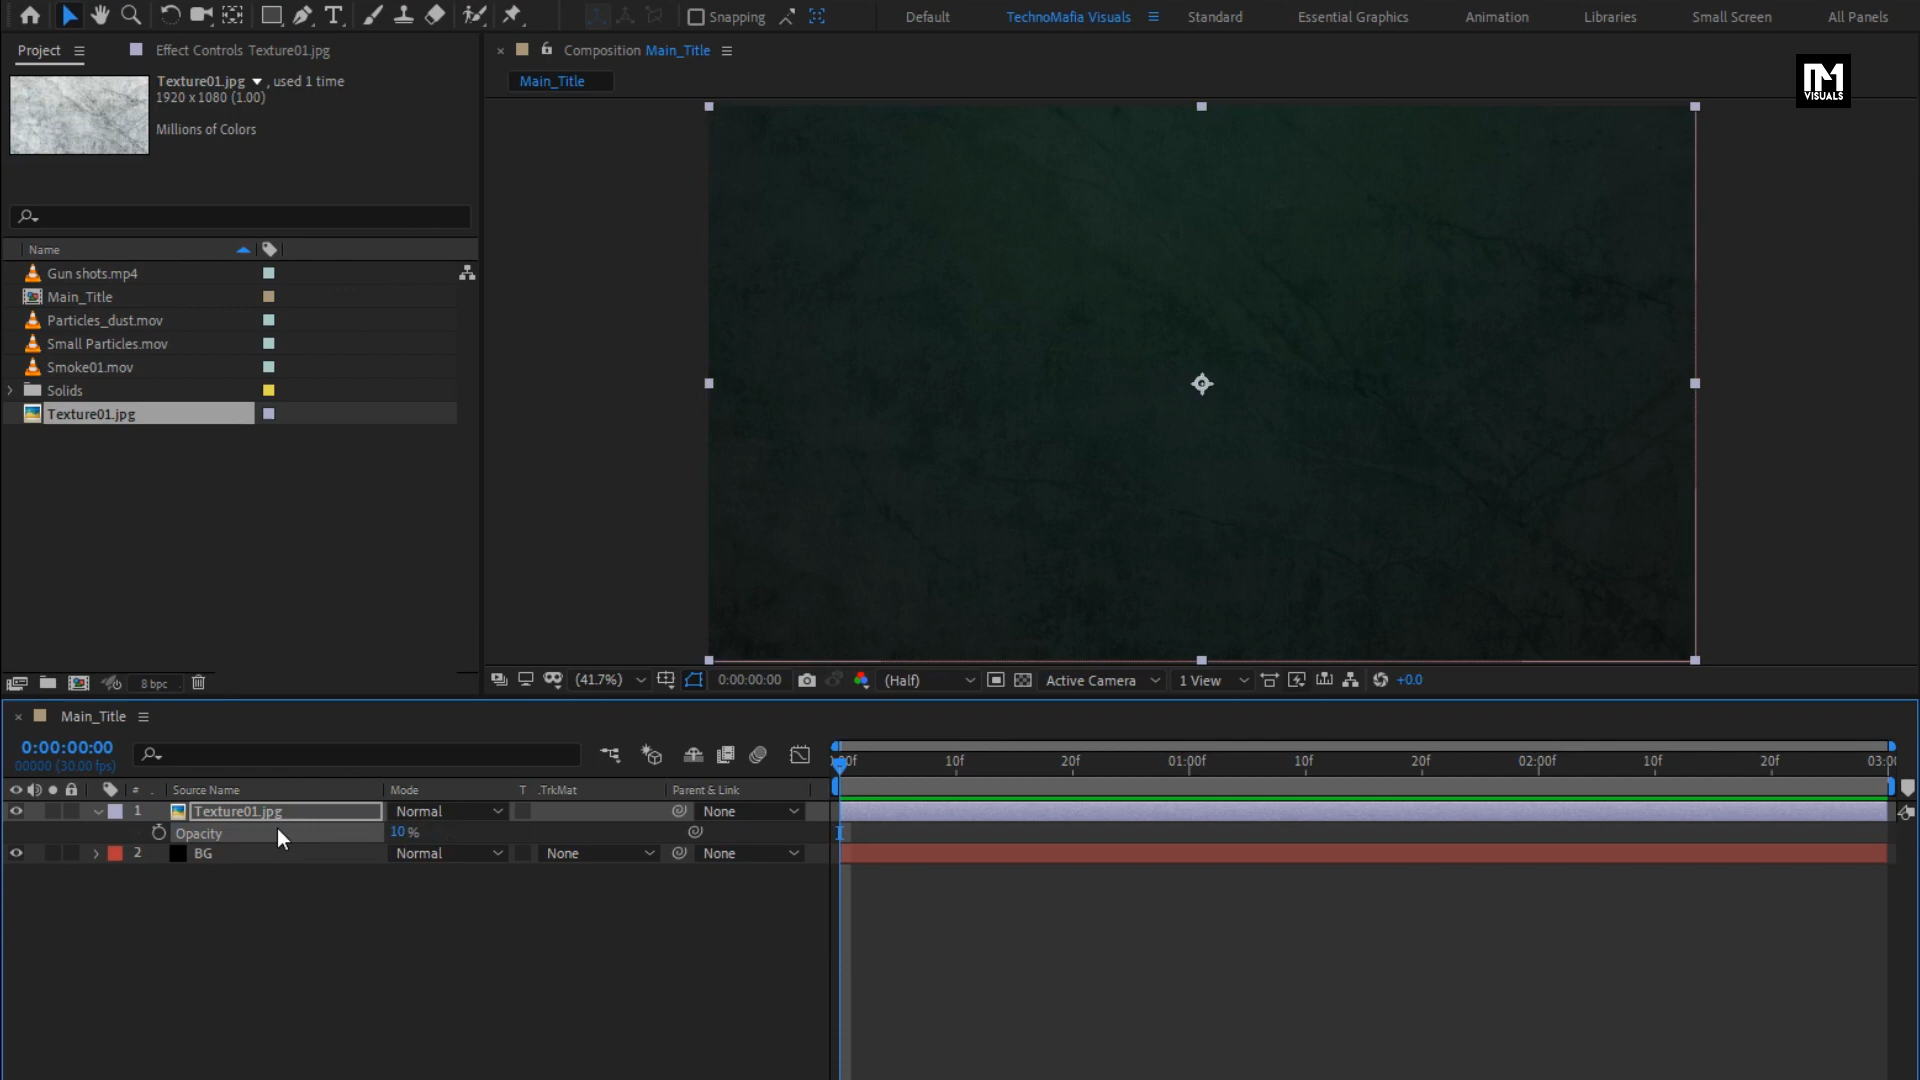 Snapping
Default
TechnoMafia Visuals
Standard
Essential Graphics
Animation
Libraries
Small Screen
All Panels
Project
Effect Controls Texture01.jpg
Texture01.jpg , used 1 time
1920 x 1080 (1.00)
Millions of Colors
Composition Main_Title
Main_Title
VISUALS
Name
Gun shots.mp4
Main_Title
Particles_dust.mov
Small Particles.mov
Smoke01.mov
Solids
Texture01.jpg
8 bpc
(41.7%)
0:00:00:00
(Half)
Active Camera
1 View
+0.0
Main_Title
0:00:00:00
00000 (30.00 fps)
10f 20f 01:00f 10f 20f 02:00f 10f 20f
# Source Name Mode T .TrkMat Parent & Link
1 Texture01.jpg Normal None
Opacity 10 %
2 BG Normal None None